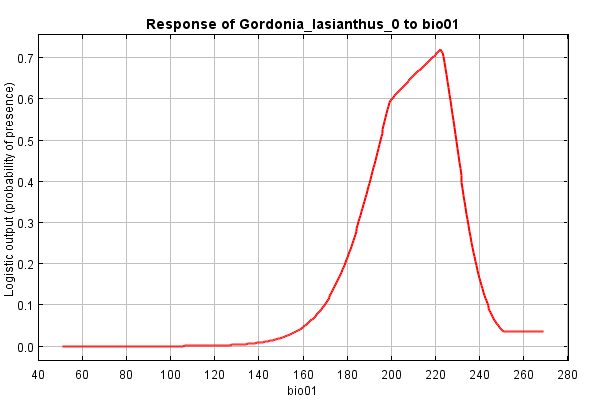 Response of Gordonia_lasianthus_0 to bio01
Logistic output (probability of presence)
0.7
0.6
0.5
0.4
0.3
0.2
0.1
0.0
40 60 80 100 120 140 160 180 200 220 240 260 280
bio01